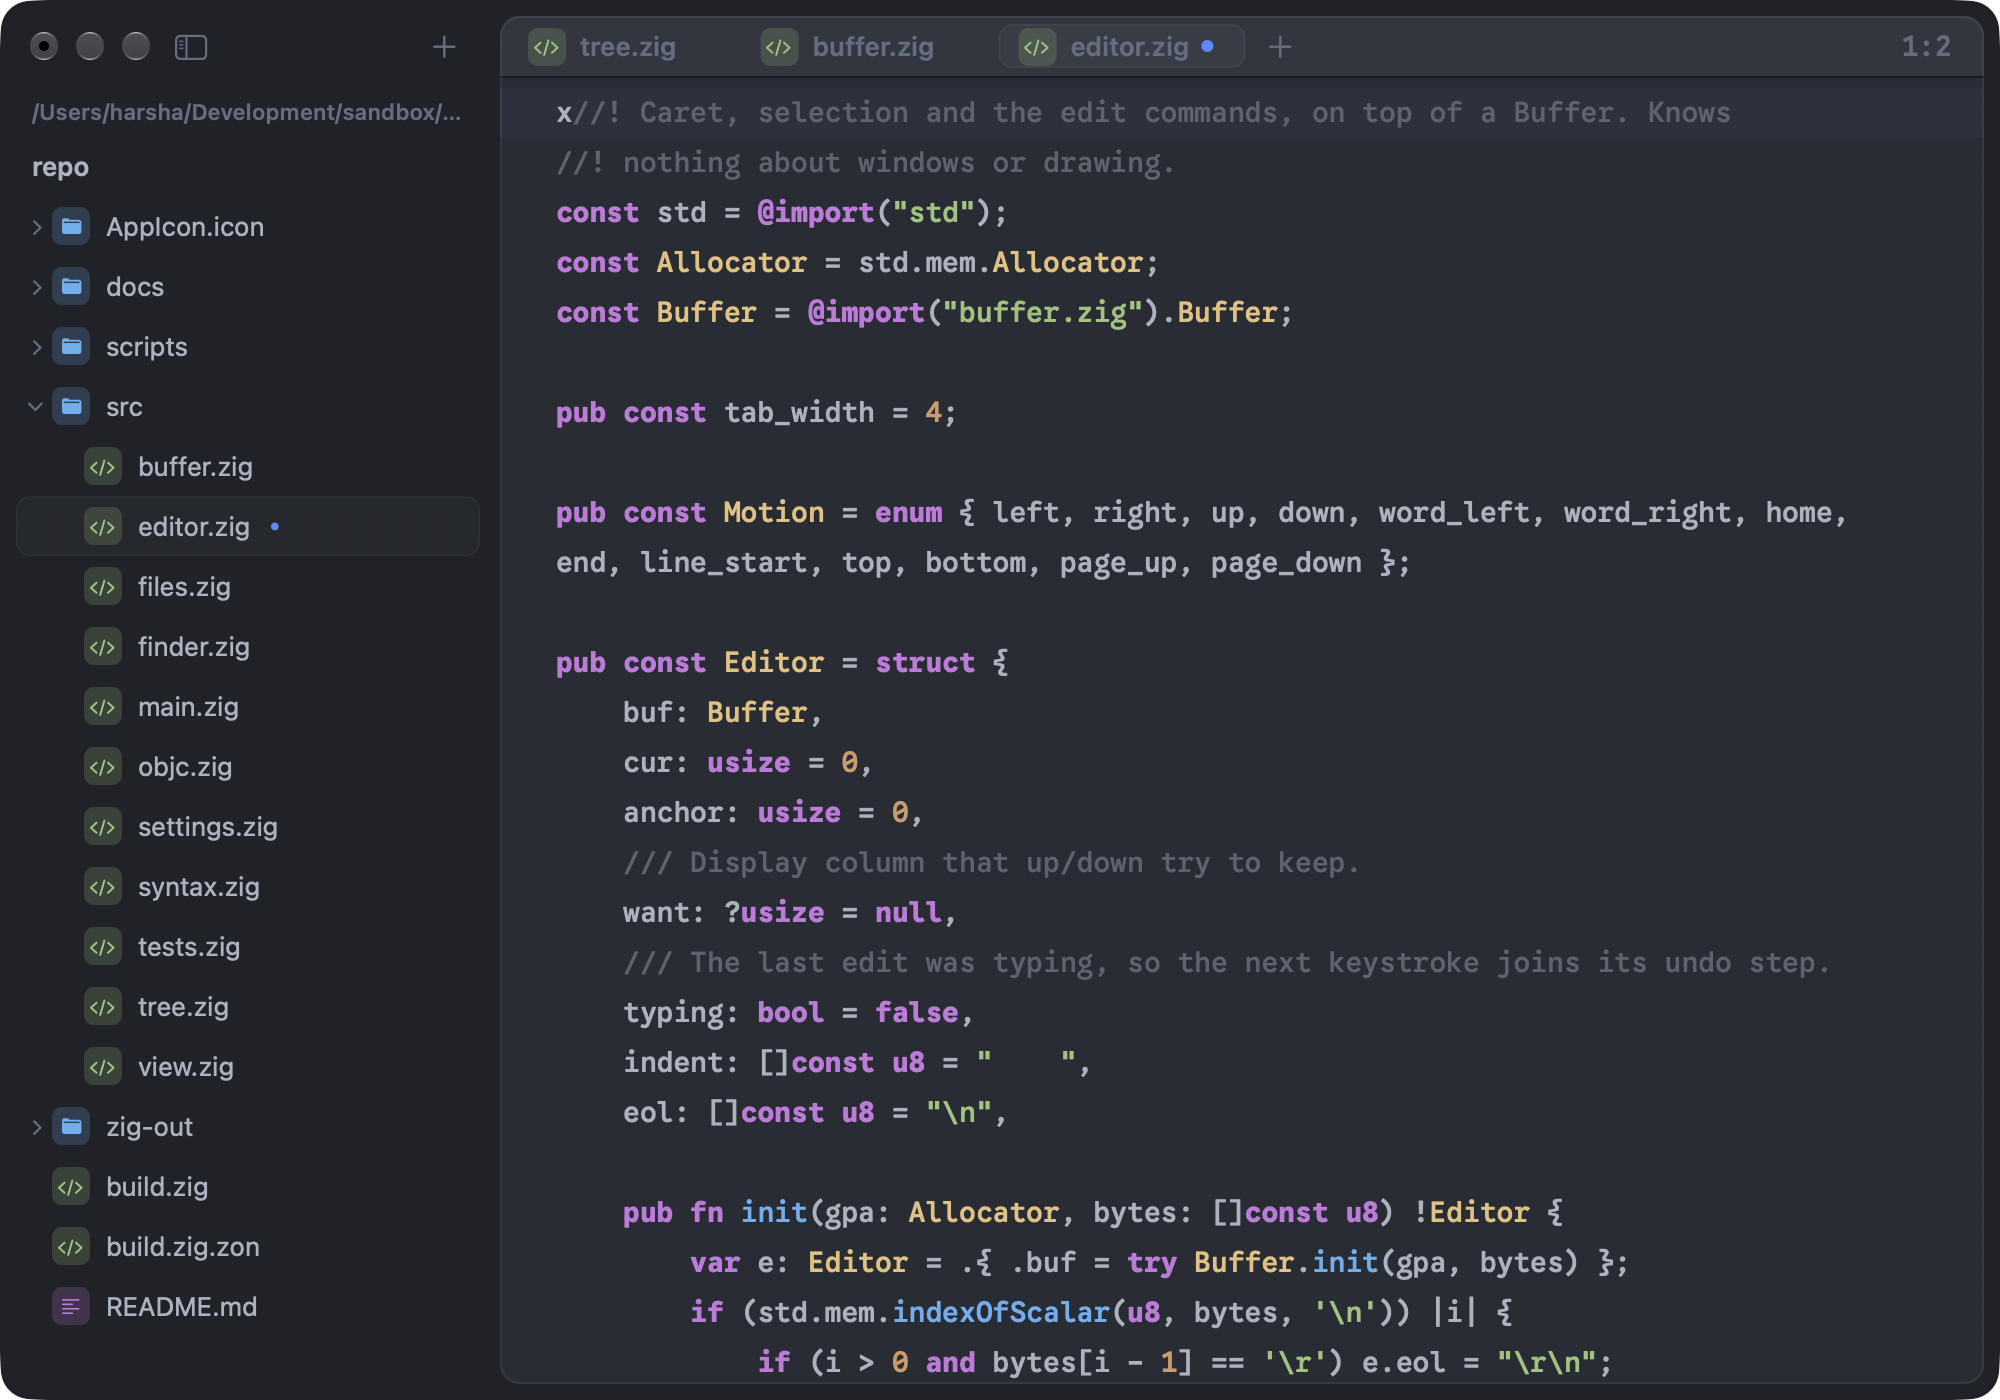 /Users/harsha/Development/sandbox/...
repo
AppIcon.icon
docs
scripts
src
buffer.zig
editor.zig
files.zig
finder.zig
main.zig
objc.zig
settings.zig
syntax.zig
tests.zig
tree.zig
view.zig
zig-out
build.zig
build.zig.zon
README.md
tree.zig buffer.zig editor.zig 1:2
x//! Caret, selection and the edit commands, on top of a Buffer. Knows
//! nothing about windows or drawing.
const std = @import("std");
const Allocator = std.mem.Allocator;
const Buffer = @import("buffer.zig").Buffer;

pub const tab_width = 4;

pub const Motion = enum { left, right, up, down, word_left, word_right, home,
end, line_start, top, bottom, page_up, page_down };

pub const Editor = struct {
    buf: Buffer,
    cur: usize = 0,
    anchor: usize = 0,
    /// Display column that up/down try to keep.
    want: ?usize = null,
    /// The last edit was typing, so the next keystroke joins its undo step.
    typing: bool = false,
    indent: []const u8 = "    ",
    eol: []const u8 = "\n",

    pub fn init(gpa: Allocator, bytes: []const u8) !Editor {
        var e: Editor = .{ .buf = try Buffer.init(gpa, bytes) };
        if (std.mem.indexOfScalar(u8, bytes, '\n')) |i| {
            if (i > 0 and bytes[i - 1] == '\r') e.eol = "\r\n";